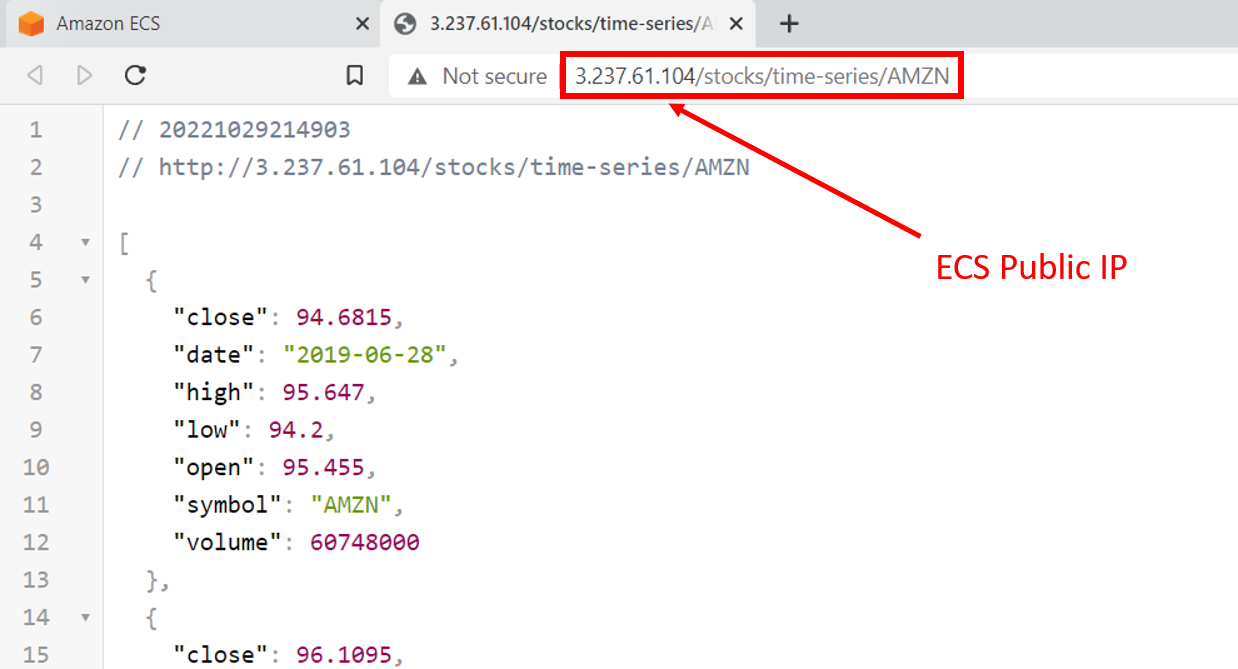 Amazon ECS
3.237.61.104/stocks/time-series/A
Not secure 3.237.61.104/stocks/time-series/AMZN
1 // 20221029214903
2 // http://3.237.61.104/stocks/time-series/AMZN
3
4 [
5 {
ECS Public IP
6 "close": 94.6815,
7 "date": "2019-06-28",
8 "high": 95.647,
9 "low": 94.2,
10 "open": 95.455,
11 "symbol": "AMZN",
12 "volume": 60748000
13 },
14 {
15 "close": 96.1095,